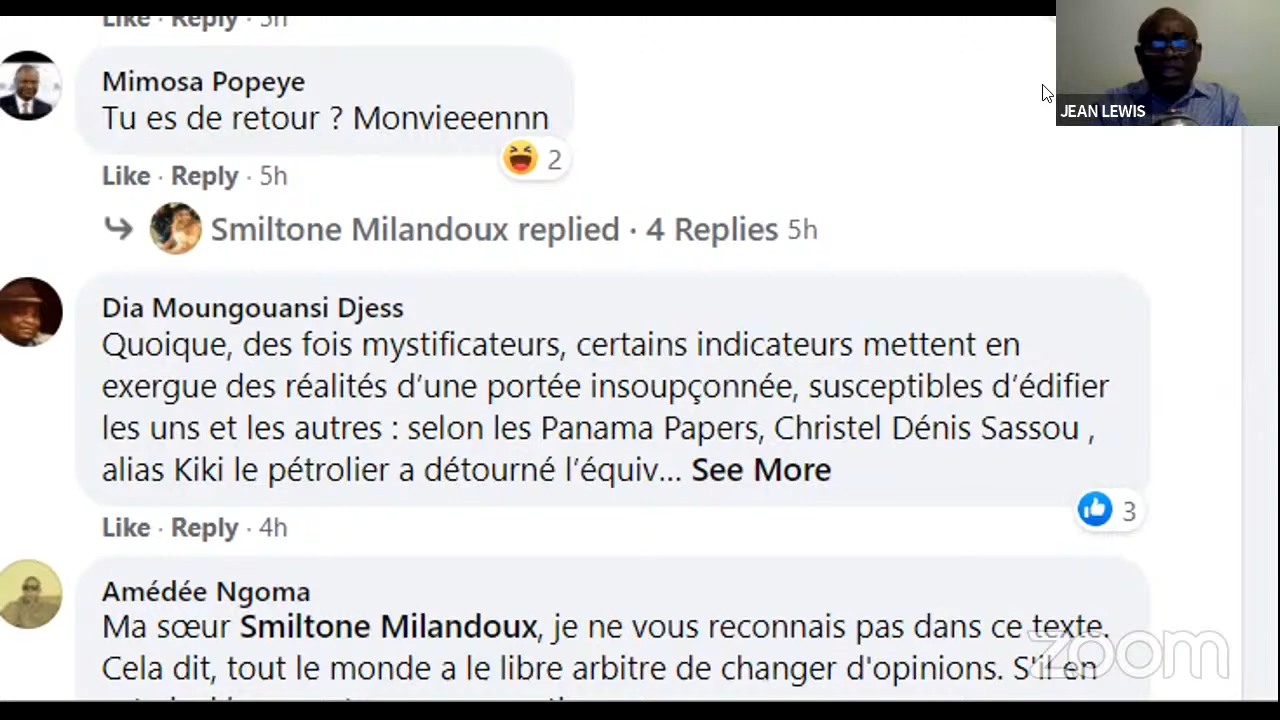 Like · Reply · 5h
JEAN LEWIS
Mimosa Popeye
Tu es de retour ? Monvieeennn
2
Like · Reply · 5h
Smiltone Milandoux replied · 4 Replies 5h
Dia Moungouansi Djess
Quoique, des fois mystificateurs, certains indicateurs mettent en
exergue des réalités d’une portée insoupçonnée, susceptibles d’édifier
les uns et les autres : selon les Panama Papers, Christel Dénis Sassou ,
alias Kiki le pétrolier a détourné l’équiv... See More
3
Like · Reply · 4h
Amédée Ngoma
Ma sœur Smiltone Milandoux, je ne vous reconnais pas dans ce texte.
Cela dit, tout le monde a le libre arbitre de changer d'opinions. S'il en
zoom